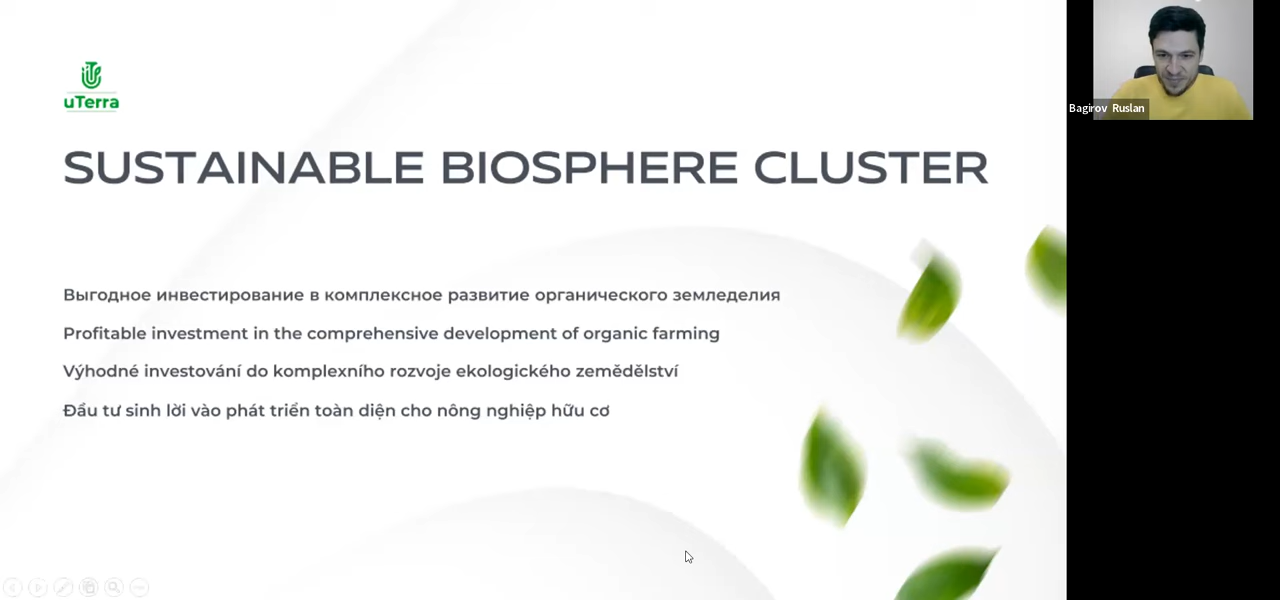 uTerra
SUSTAINABLE BIOSPHERE CLUSTER
Выгодное инвестирование в комплексное развитие органического земледелия
Profitable investment in the comprehensive development of organic farming
Výhodné investování do komplexního rozvoje ekologického zemědělství
Đầu tư sinh lời vào phát triển toàn diện cho nông nghiệp hữu cơ
Bagirov Ruslan